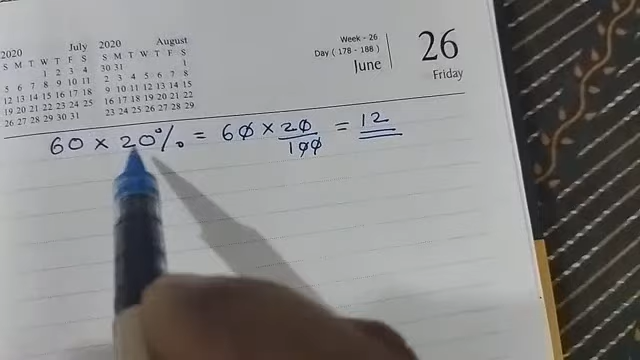 2020 July
S M T W T F S
1 2 3 4
5 6 7 8 9 10 11
12 13 14 15 16 17 18
19 20 21 22 23 24 25
26 27 28 29 30 31
2020 August
S M T W T F S
30 31 1
2 3 4 5 6 7 8
9 10 11 12 13 14 15
16 17 18 19 20 21 22
23 24 25 26 27 28 29
Week - 26
Day ( 178 - 188 )
June
26
Friday
60 × 20% = 60 × 20/100 = 12